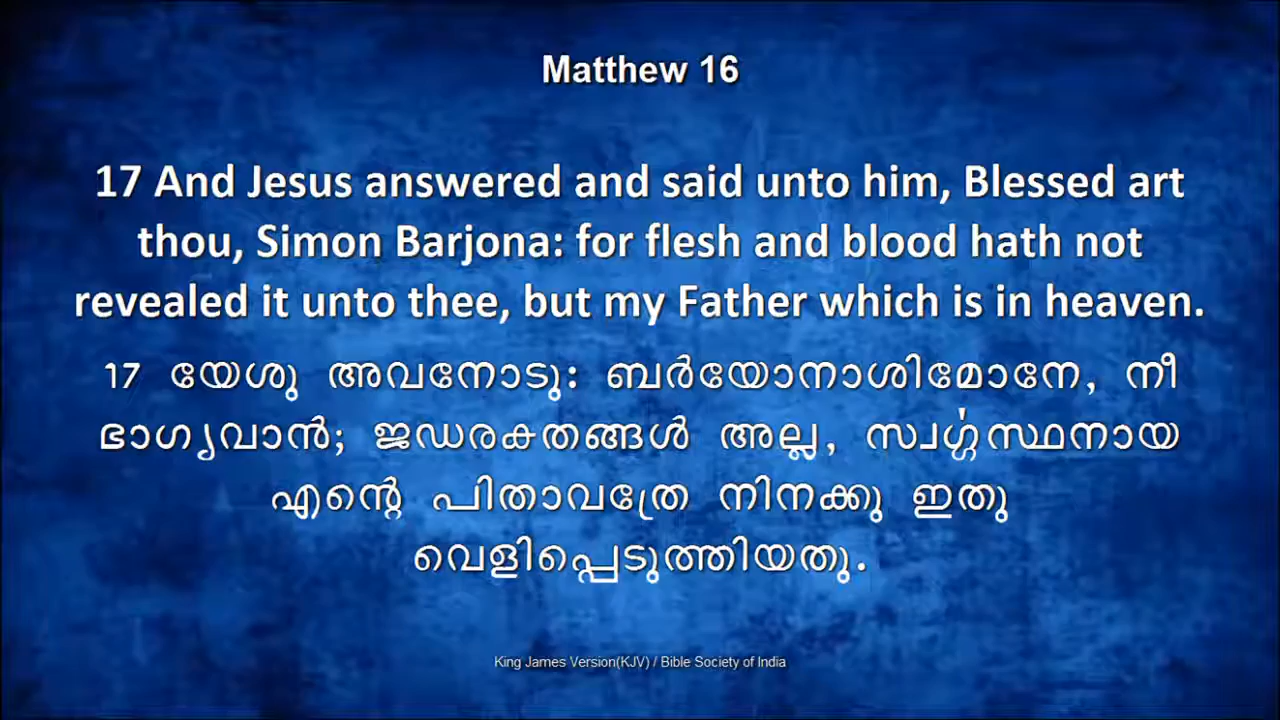 Matthew 16
17 And Jesus answered and said unto him, Blessed art
thou, Simon Barjona: for flesh and blood hath not
revealed it unto thee, but my Father which is in heaven.
17 യേശു അവനോടു: ബർയോനാശിമോനേ, നീ
ഭാഗ്യവാൻ; ജഡരക്തങ്ങൾ അല്ല, സ്വൎഗ്ഗസ്ഥനായ
എന്റെ പിതാവത്രേ നിനക്കു ഇതു
വെളിപ്പെടുത്തിയതു.
King James Version(KJV) / Bible Society of India